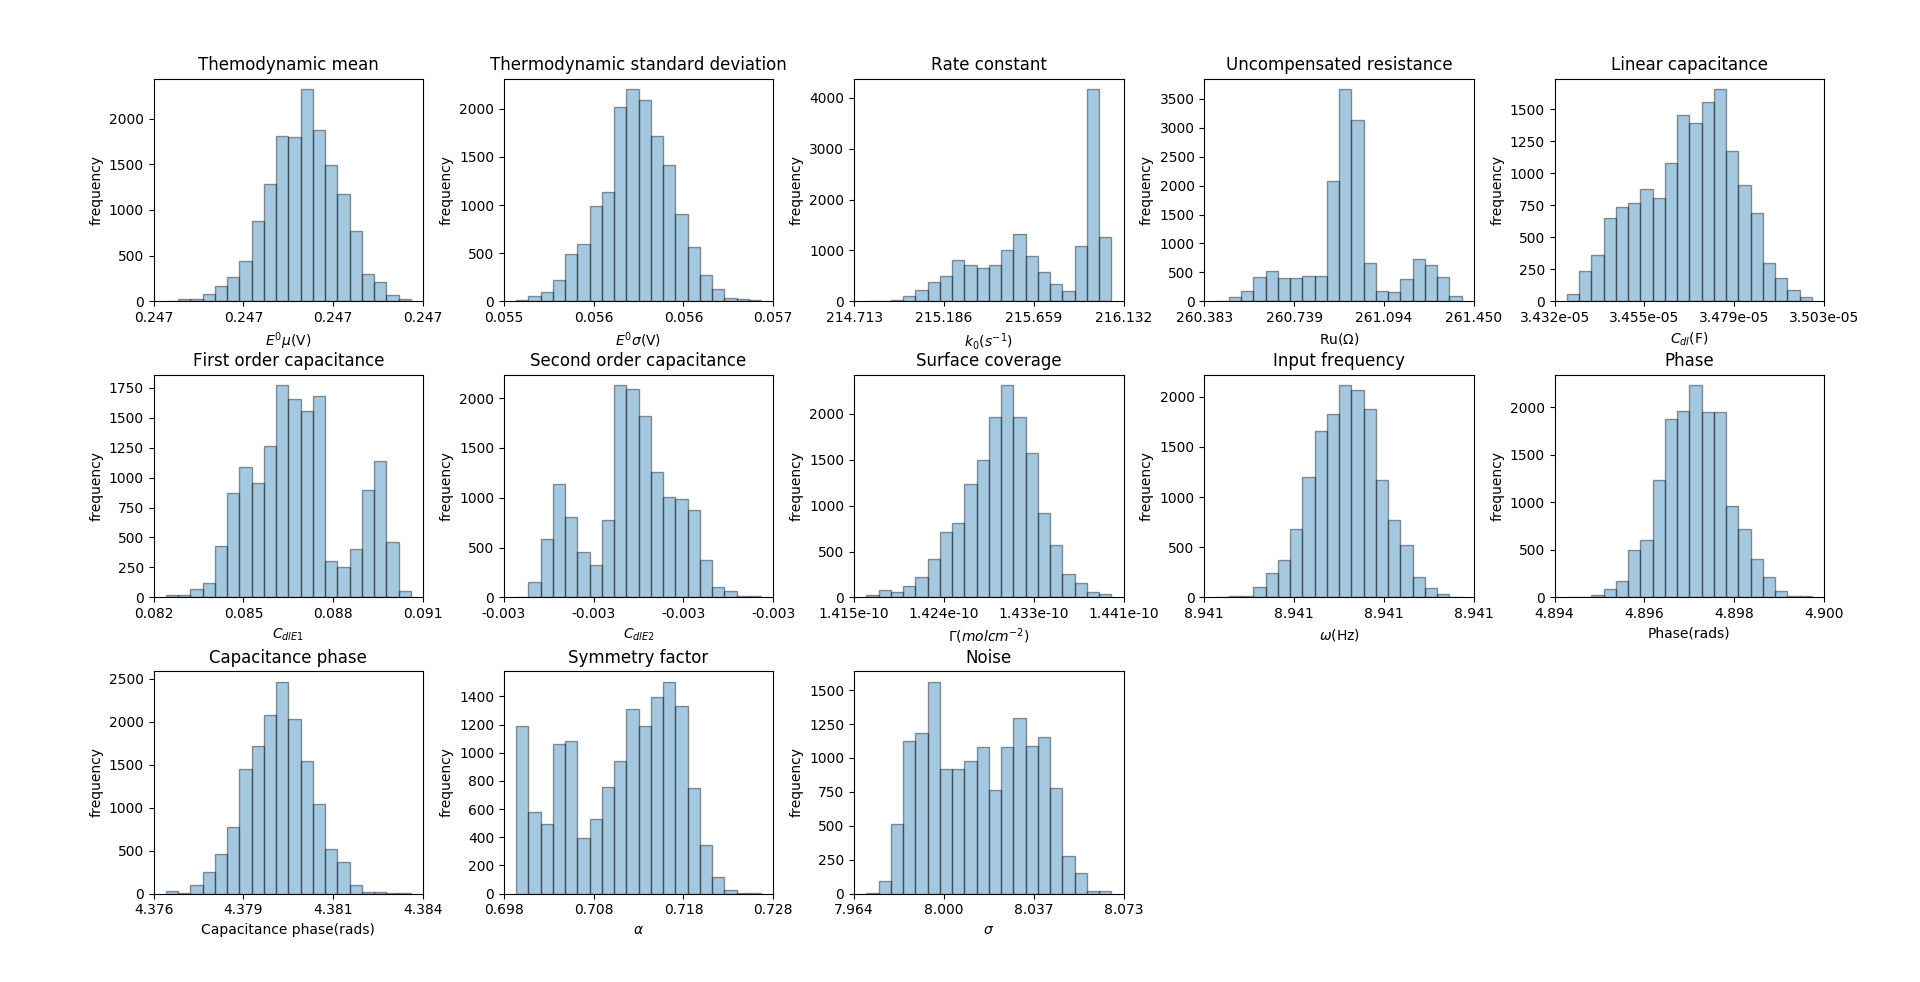 Themodynamic mean
Thermodynamic standard deviation
Rate constant
Uncompensated resistance
Linear capacitance
frequency
2000
1500
1000
500
0
0.247 0.247 0.247 0.247
E⁰μ(V)
frequency
2000
1500
1000
500
0
0.055 0.056 0.056 0.057
E⁰σ(V)
frequency
4000
3000
2000
1000
0
214.713 215.186 215.659 216.132
k₀(s⁻¹)
frequency
3500
3000
2500
2000
1500
1000
500
0
260.383 260.739 261.094 261.450
Ru(Ω)
frequency
1500
1250
1000
750
500
250
0
3.432e-05 3.455e-05 3.479e-05 3.503e-05
C_{dl}(F)
First order capacitance
Second order capacitance
Surface coverage
Input frequency
Phase
frequency
1750
1500
1250
1000
750
500
250
0
0.082 0.085 0.088 0.091
C_{dlE1}
frequency
2000
1500
1000
500
0
-0.003 -0.003 -0.003 -0.003
C_{dlE2}
frequency
2000
1500
1000
500
0
1.415e-10 1.424e-10 1.433e-10 1.441e-10
Γ(molcm⁻²)
frequency
2000
1500
1000
500
0
8.941 8.941 8.941 8.941
ω(Hz)
frequency
2000
1500
1000
500
0
4.894 4.896 4.898 4.900
Phase(rads)
Capacitance phase
Symmetry factor
Noise
frequency
2500
2000
1500
1000
500
0
4.376 4.379 4.381 4.384
Capacitance phase(rads)
frequency
1400
1200
1000
800
600
400
200
0
0.698 0.708 0.718 0.728
α
frequency
1500
1250
1000
750
500
250
0
7.964 8.000 8.037 8.073
σ